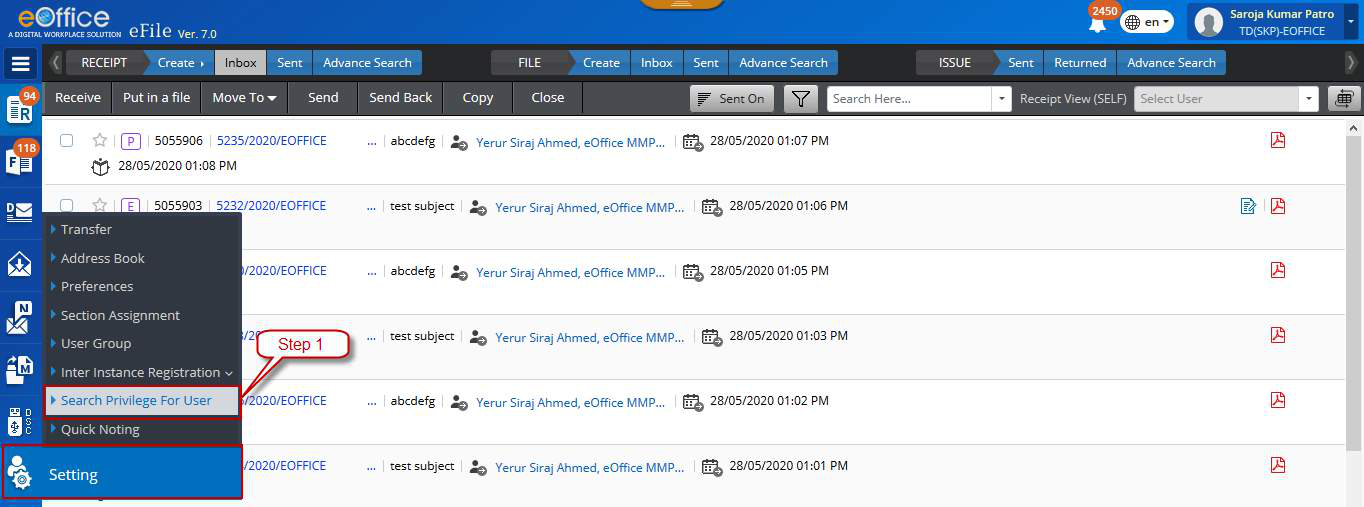 eOffice
A DIGITAL WORKPLACE SOLUTION
eFile Ver. 7.0
2450
en
Saroja Kumar Patro
TD(SKP)-EOFFICE
RECEIPT Create Inbox Sent Advance Search FILE Create Inbox Sent Advance Search ISSUE Sent Returned Advance Search
94
R
Receive Put in a file Move To Send Send Back Copy Close Sent On Search Here... Receipt View (SELF) Select User
118
F
P 5055906 5235/2020/EOFFICE ... abcdefg Yerur Siraj Ahmed, eOffice MMP... 28/05/2020 01:07 PM
28/05/2020 01:08 PM
D
E 5055903 5232/2020/EOFFICE ... test subject Yerur Siraj Ahmed, eOffice MMP... 28/05/2020 01:06 PM
Transfer
Address Book
/2020/EOFFICE ... abcdefg Yerur Siraj Ahmed, eOffice MMP... 28/05/2020 01:05 PM
Preferences
N
Section Assignment
... test subject Yerur Siraj Ahmed, eOffice MMP... 28/05/2020 01:03 PM
User Group
Step 1
M
Inter Instance Registration
Search Privilege For User
/2020/EOFFICE ... abcdefg Yerur Siraj Ahmed, eOffice MMP... 28/05/2020 01:02 PM
DSC
Quick Noting
/2020/EOFFICE ... test subject Yerur Siraj Ahmed, eOffice MMP... 28/05/2020 01:01 PM
Setting